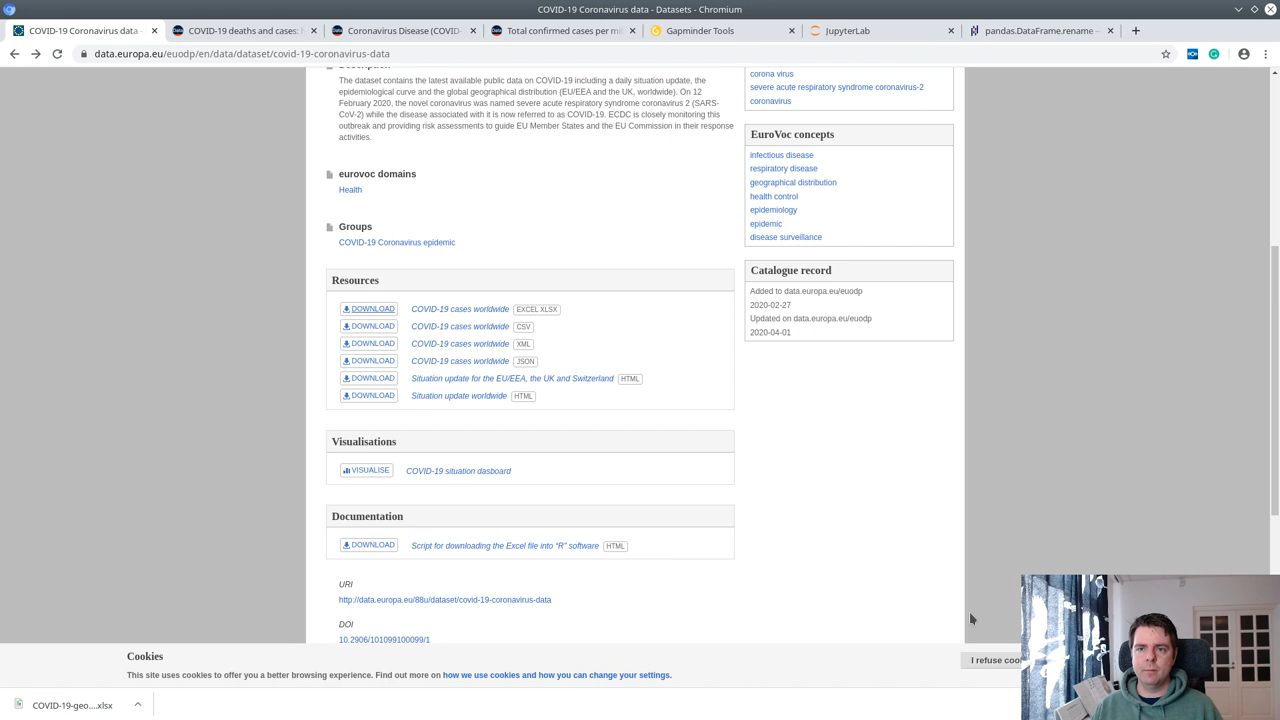 COVID-19 Coronavirus data - Datasets - Chromium
COVID-19 Coronavirus data -
COVID-19 deaths and cases: h
Coronavirus Disease (COVID-
Total confirmed cases per mil
Gapminder Tools
JupyterLab
pandas.DataFrame.rename —
data.europa.eu/euodp/en/data/dataset/covid-19-coronavirus-data
The dataset contains the latest available public data on COVID-19 including a daily situation update, the
epidemiological curve and the global geographical distribution (EU/EEA and the UK, worldwide). On 12
February 2020, the novel coronavirus was named severe acute respiratory syndrome coronavirus 2 (SARS-
CoV-2) while the disease associated with it is now referred to as COVID-19. ECDC is closely monitoring this
outbreak and providing risk assessments to guide EU Member States and the EU Commission in their response
activities.
eurovoc domains
Health
Groups
COVID-19 Coronavirus epidemic
Resources
DOWNLOAD COVID-19 cases worldwide EXCEL XLSX
DOWNLOAD COVID-19 cases worldwide CSV
DOWNLOAD COVID-19 cases worldwide XML
DOWNLOAD COVID-19 cases worldwide JSON
DOWNLOAD Situation update for the EU/EEA, the UK and Switzerland HTML
DOWNLOAD Situation update worldwide HTML
Visualisations
VISUALISE COVID-19 situation dasboard
Documentation
DOWNLOAD Script for downloading the Excel file into “R” software HTML
URI
http://data.europa.eu/88u/dataset/covid-19-coronavirus-data
DOI
10.2906/101099100099/1
corona virus
severe acute respiratory syndrome coronavirus-2
coronavirus
EuroVoc concepts
infectious disease
respiratory disease
geographical distribution
health control
epidemiology
epidemic
disease surveillance
Catalogue record
Added to data.europa.eu/euodp
2020-02-27
Updated on data.europa.eu/euodp
2020-04-01
Cookies
This site uses cookies to offer you a better browsing experience. Find out more on how we use cookies and how you can change your settings.
I refuse cool
COVID-19-geo....xlsx